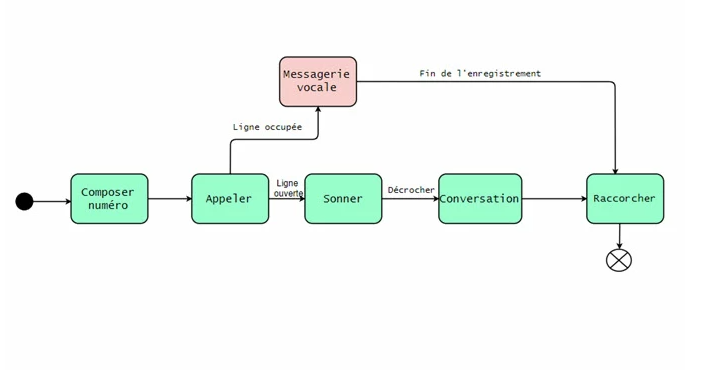 Messagerie
vocale
Fin de l'enregistrement
Ligne occupée
Composer
numéro
Appeler
Ligne
ouverte
Sonner
Décrocher
Conversation
Raccorcher